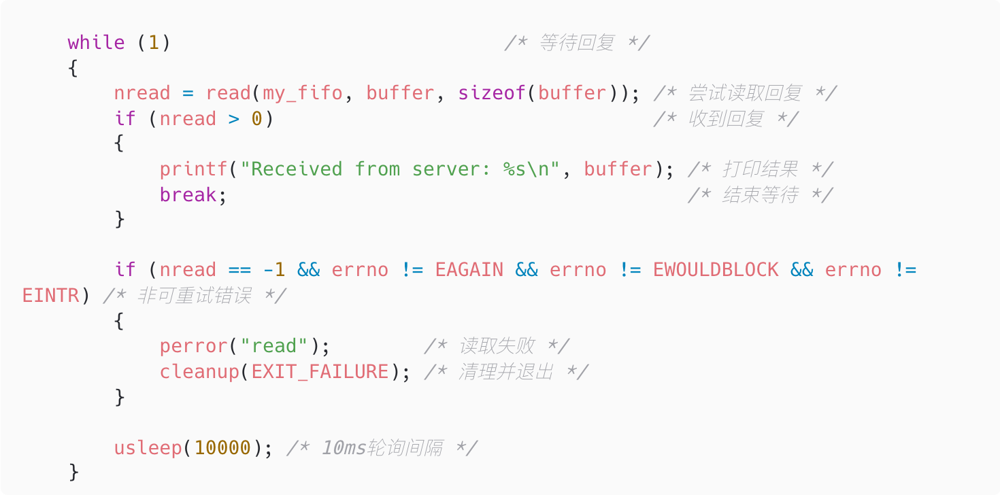 while (1) /* 等待回复 */
{
nread = read(my_fifo, buffer, sizeof(buffer)); /* 尝试读取回复 */
if (nread > 0) /* 收到回复 */
{
printf("Received from server: %s\n", buffer); /* 打印结果 */
break; /* 结束等待 */
}
if (nread == -1 && errno != EAGAIN && errno != EWOULDBLOCK && errno !=
EINTR) /* 非可重试错误 */
{
perror("read"); /* 读取失败 */
cleanup(EXIT_FAILURE); /* 清理并退出 */
}
usleep(10000); /* 10ms轮询间隔 */
}